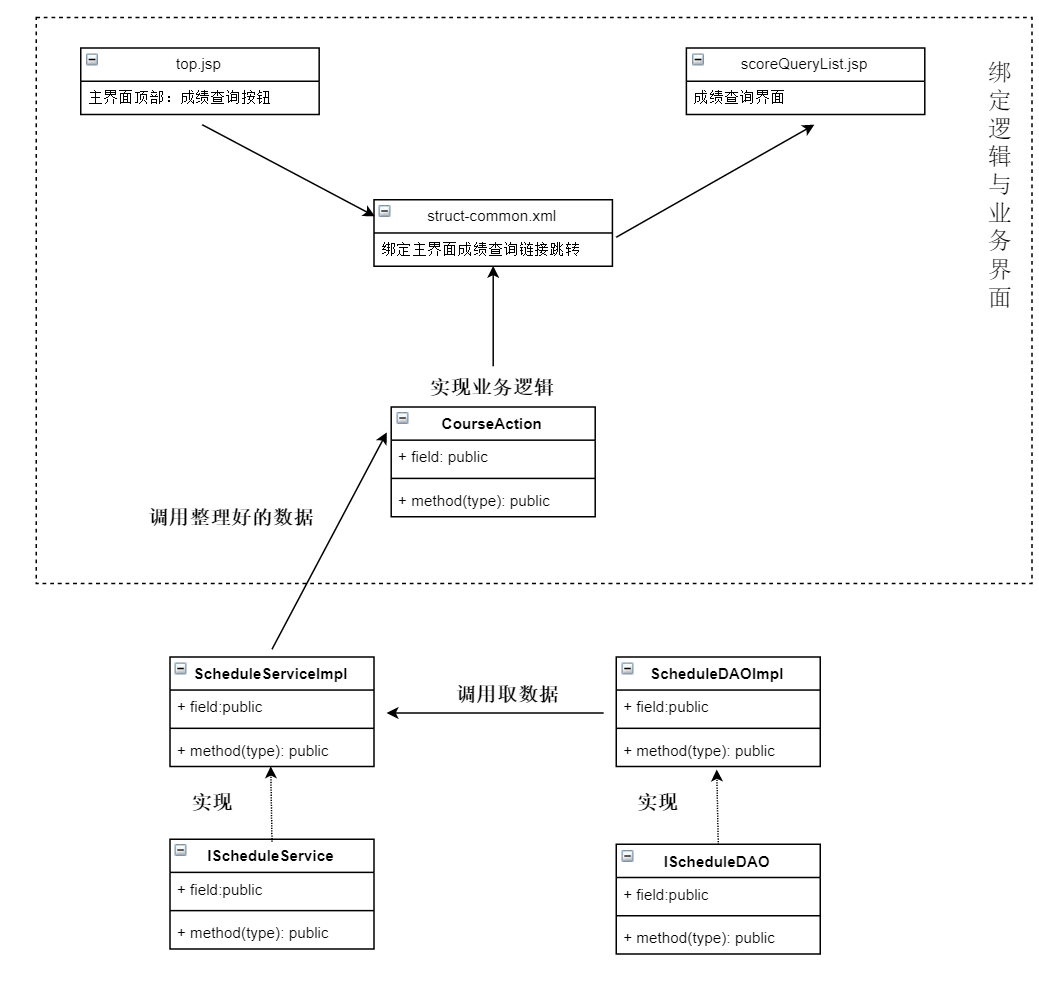 top.jsp
主界面顶部：成绩查询按钮
scoreQueryList.jsp
成绩查询界面
绑定逻辑与业务界面
struct-common.xml
绑定主界面成绩查询链接跳转
实现业务逻辑
CourseAction
+ field: public
+ method(type): public
调用整理好的数据
ScheduleServiceImpl
+ field:public
+ method(type): public
调用取数据
ScheduleDAOImpl
+ field:public
+ method(type): public
实现
实现
IScheduleService
+ field:public
+ method(type): public
IScheduleDAO
+ field:public
+ method(type): public